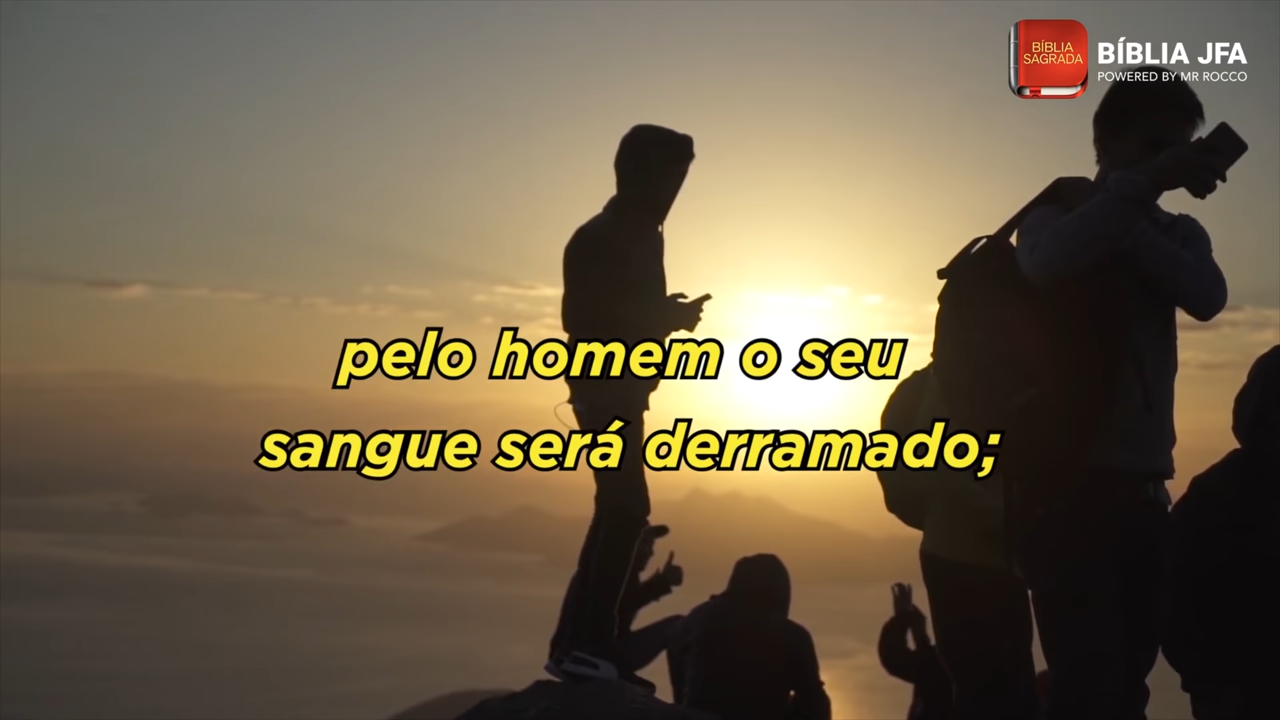 BÍBLIA
SAGRADA
BÍBLIA JFA
POWERED BY MR ROCCO
pelo homem o seu
sangue será derramado;